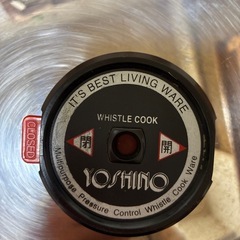 IT'S BEST LIVING WARE
WHISTLE COOK
閉 開
CLOSED
YOSHINO
Multipurpose Pressure Control Whistle Cook Ware